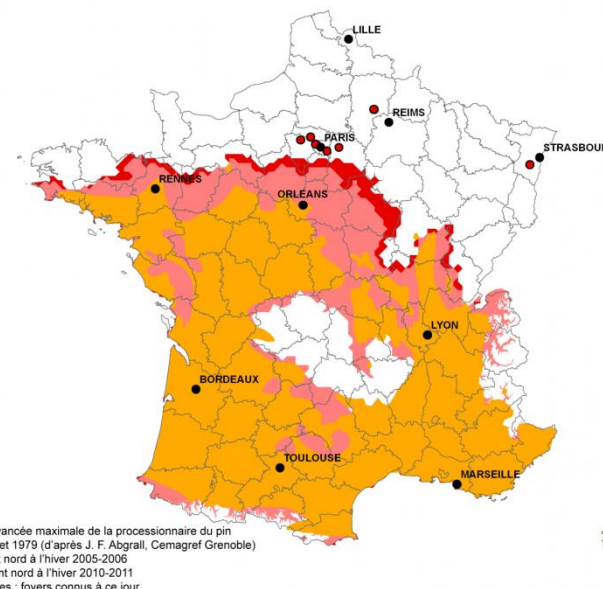 LILLE
REIMS
PARIS
STRASBOU
RENNES
ORLEANS
LYON
BORDEAUX
TOULOUSE
MARSEILLE
vancée maximale de la processionnaire du pin
et 1979 (d'après J. F. Abgrall, Cemagref Grenoble)
nord à l'hiver 2005-2006
nt nord à l'hiver 2010-2011
es : foyers connus à ce jour